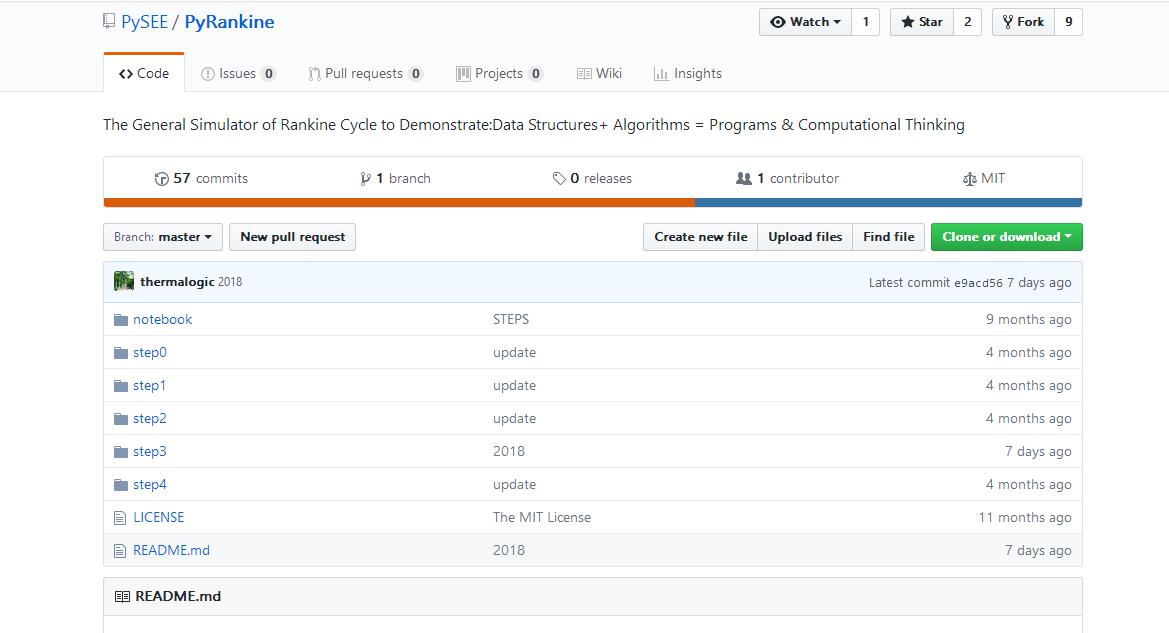 PySEE / PyRankine
Watch 1 Star 2 Fork 9
Code Issues 0 Pull requests 0 Projects 0 Wiki Insights
The General Simulator of Rankine Cycle to Demonstrate:Data Structures+ Algorithms = Programs & Computational Thinking
57 commits 1 branch 0 releases 1 contributor MIT
Branch: master New pull request Create new file Upload files Find file Clone or download
thermalogic 2018 Latest commit e9acd56 7 days ago
notebook STEPS 9 months ago
step0 update 4 months ago
step1 update 4 months ago
step2 update 4 months ago
step3 2018 7 days ago
step4 update 4 months ago
LICENSE The MIT License 11 months ago
README.md 2018 7 days ago
README.md